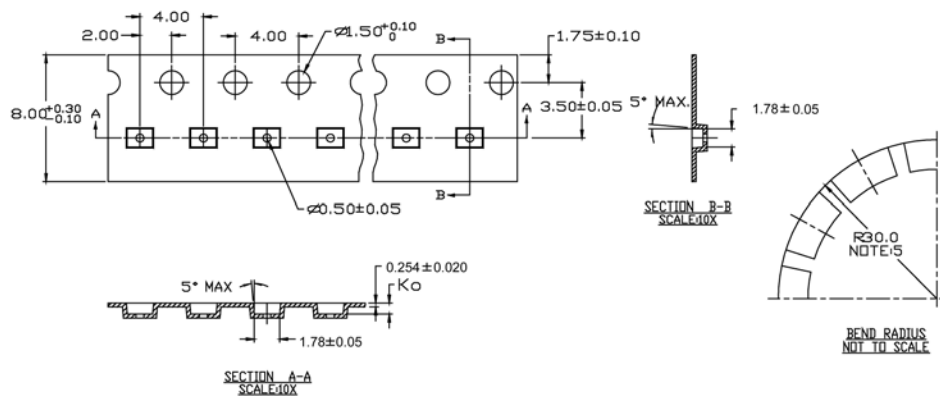 4.00
2.00
4.00
Ø1.50+0.10 0
B
1.75±0.10
8.00+0.30 -0.10
A
3.50±0.05
A
B
Ø0.50±0.05
5° MAX.
1.78±0.05
SECTION B-B
SCALE:10X
R30.0
NOTE:5
BEND RADIUS
NOT TO SCALE
5° MAX
0.254±0.020
Ko
1.78±0.05
SECTION A-A
SCALE:10X